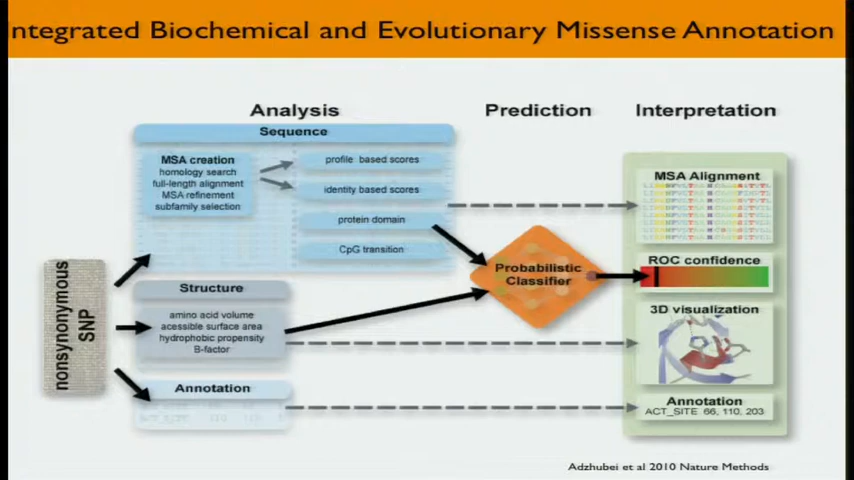 ntegrated Biochemical and Evolutionary Missense Annotation
Analysis
Prediction
Interpretation
Sequence
MSA creation
homology search
full-length alignment
MSA refinement
subfamily selection
profile based scores
identity based scores
protein domain
CpG transition
nonsynonymous
SNP
Structure
amino acid volume
acessible surface area
hydrophobic propensity
B-factor
Annotation
Probabilistic
Classifier
MSA Alignment
ROC confidence
3D visualization
Annotation
ACT_SITE 66, 110, 203
Adzhubei et al 2010 Nature Methods